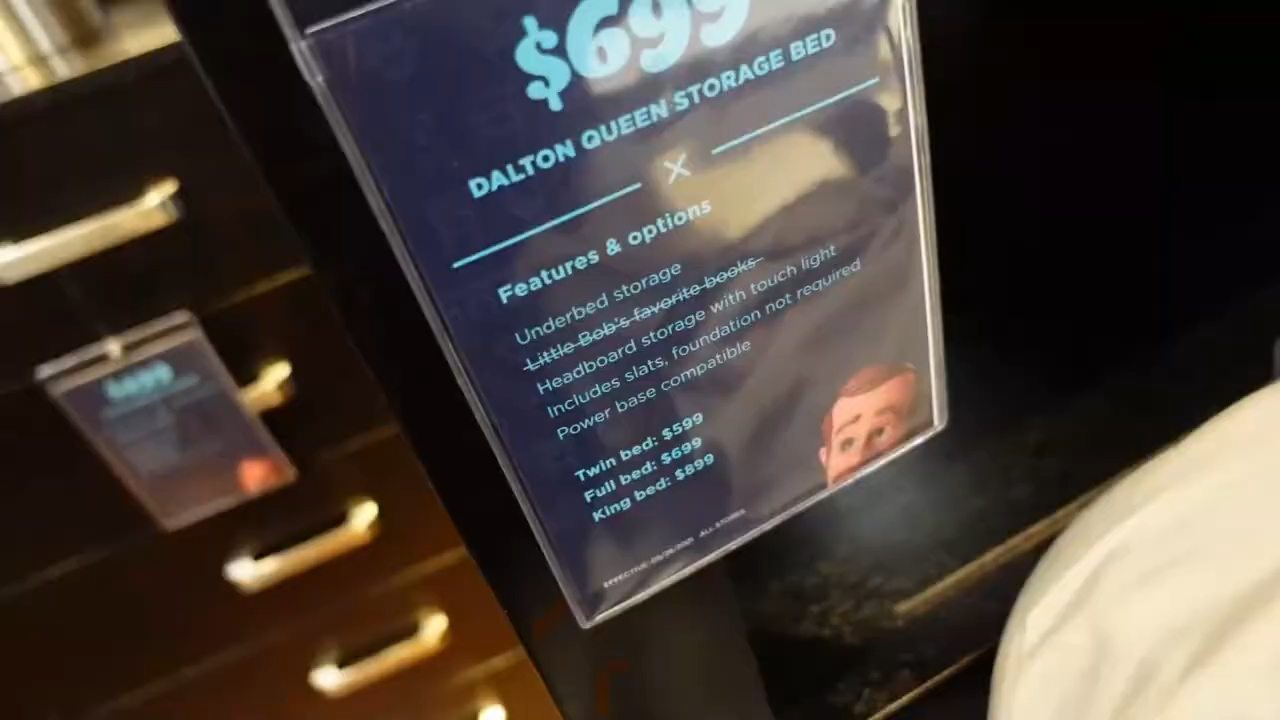 $699
DALTON QUEEN STORAGE BED
Features & options
Underbed storage
Little Bob's favorite books
Headboard storage with touch light
Includes slats, foundation not required
Power base compatible
Twin bed: $599
Full bed: $699
King bed: $899
EFFECTIVE: ALL STORES